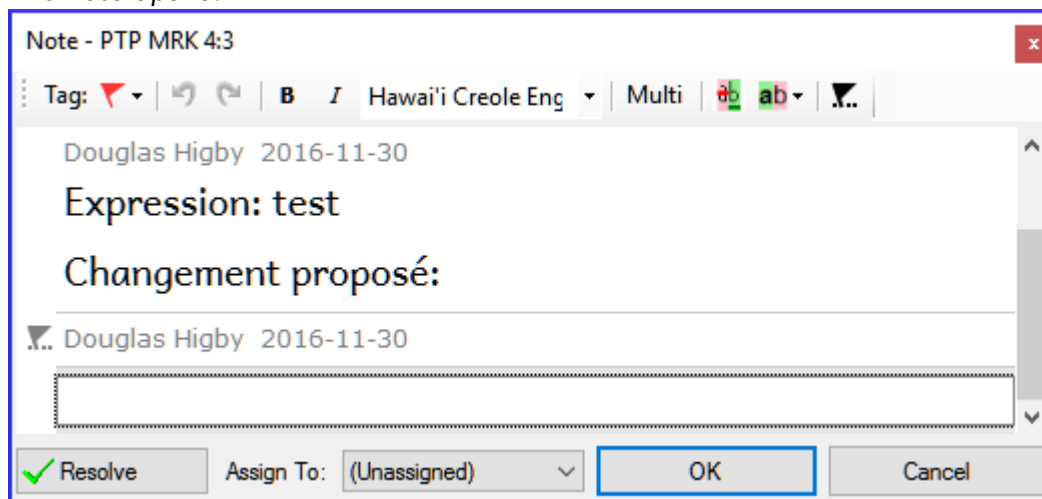 Note - PTP MRK 4:3
x
Tag: B I Hawai'i Creole Eng Multi ab ab
Douglas Higby 2016-11-30
Expression: test
Changement proposé:
Douglas Higby 2016-11-30
Resolve Assign To: (Unassigned) OK Cancel